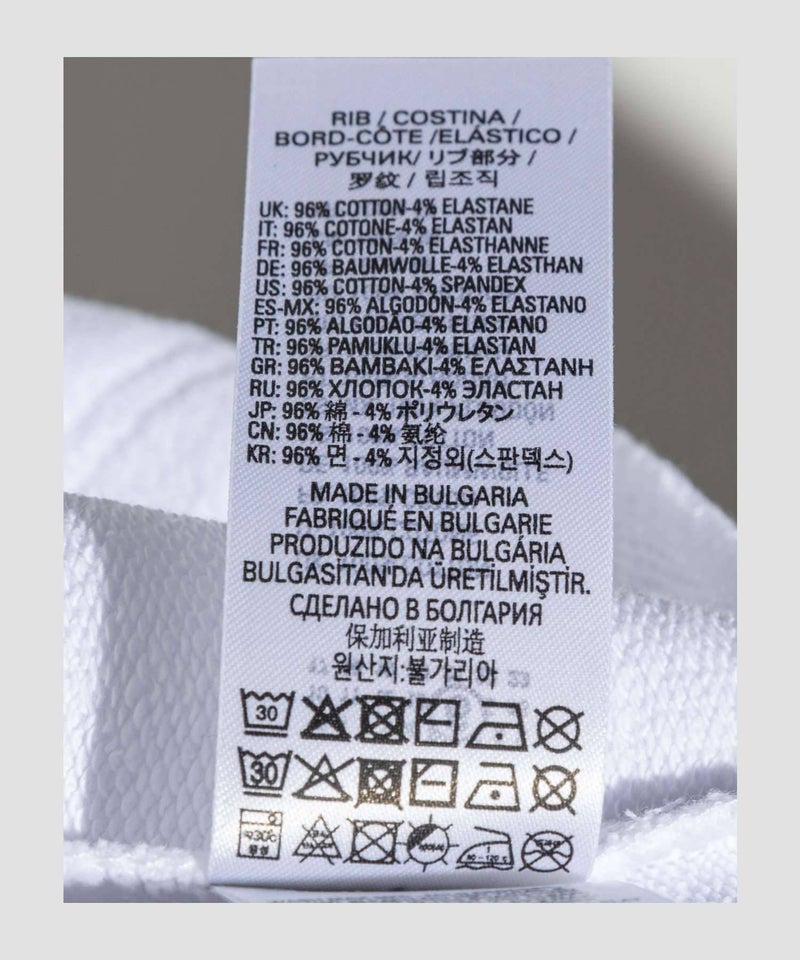 RIB / COSTINA /
BORD-CÔTE /ELÁSTICO /
РУБЧИК/ リブ部分 /
罗纹 / 립조직
UK: 96% COTTON-4% ELASTANE
IT: 96% COTONE-4% ELASTAN
FR: 96% COTON-4% ELASTHANNE
DE: 96% BAUMWOLLE-4% ELASTHAN
US: 96% COTTON-4% SPANDEX
ES-MX: 96% ALGODÓN-4% ELASTANO
PT: 96% ALGODÃO-4% ELASTANO
TR: 96% PAMUKLU-4% ELASTAN
GR: 96% ΒΑΜΒΑΚΙ-4% ΕΛΑΣΤΑΝΗ
RU: 96% ХЛОПОК-4% ЭЛАСТАН
JP: 96% 綿 - 4% ポリウレタン
CN: 96% 棉 - 4% 氨纶
KR: 96% 면 - 4% 지정외(스판덱스)
MADE IN BULGARIA
FABRIQUÉ EN BULGARIE
PRODUZIDO NA BULGÁRIA
BULGASİTAN'DA ÜRETİLMİŞTİR.
СДЕЛАНО В БОЛГАРИЯ
保加利亚制造
원산지:불가리아
30
30